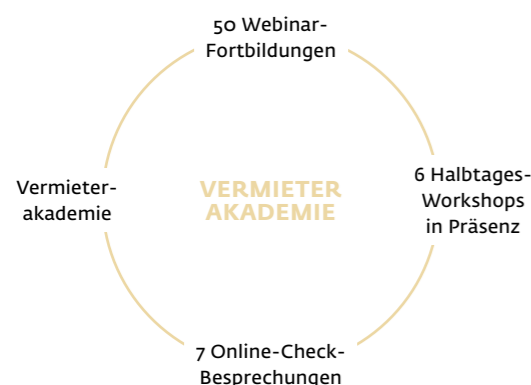 50 Webinar-
Fortbildungen
Vermieter-
akademie
VERMIETER
AKADEMIE
6 Halbtages-
Workshops
in Präsenz
7 Online-Check-
Besprechungen